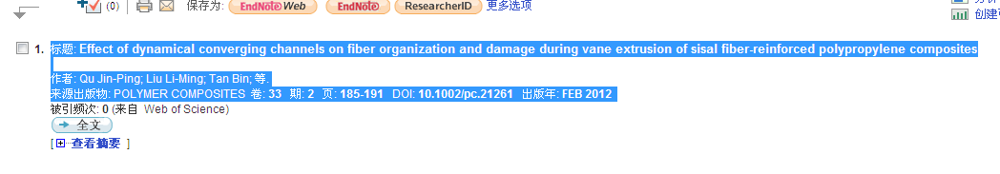 (0) 保存为: EndNote Web EndNote ResearcherID 更多选项
创建
1. 标题: Effect of dynamical converging channels on fiber organization and damage during vane extrusion of sisal fiber-reinforced polypropylene composites
作者: Qu Jin-Ping; Liu Li-Ming; Tan Bin; 等.
来源出版物: POLYMER COMPOSITES 卷: 33 期: 2 页: 185-191 DOI: 10.1002/pc.21261 出版年: FEB 2012
被引频次: 0 (来自 Web of Science)
全文
[ 查看摘要 ]